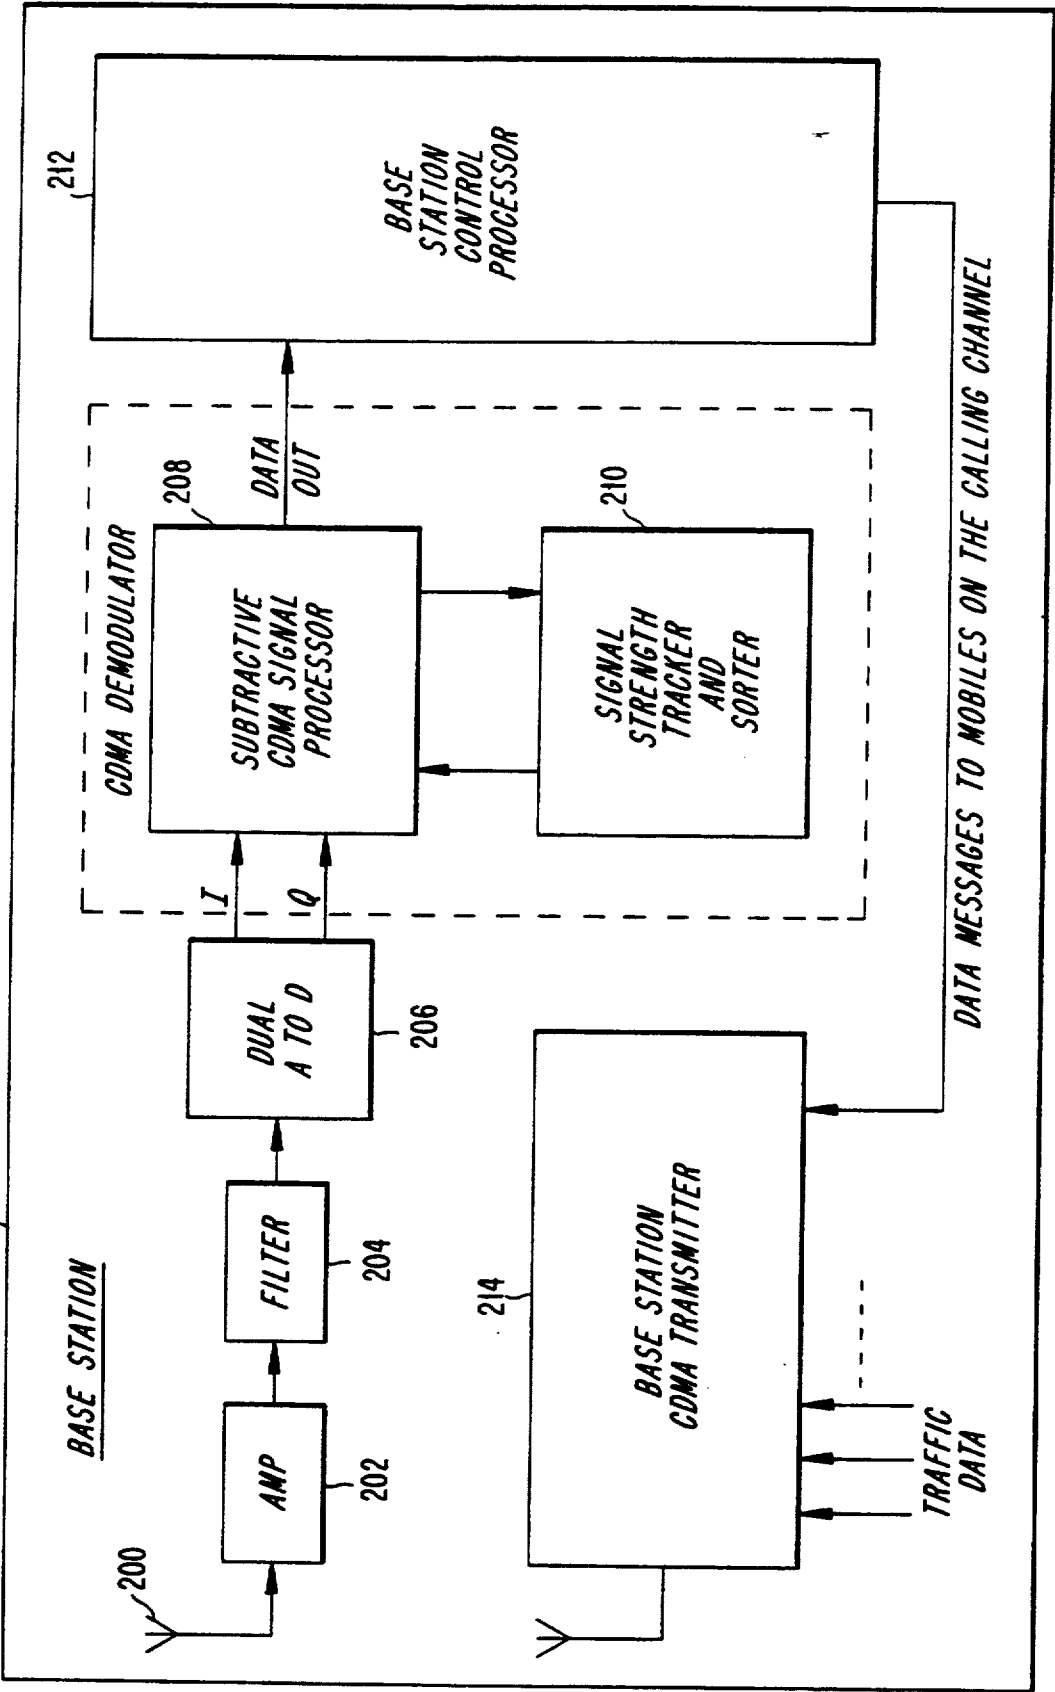 BASE STATION
200
AMP
202
FILTER
204
DUAL
A TO D
206
I
Q
CDMA DEMODULATOR
SUBTRACTIVE
CDMA SIGNAL
PROCESSOR
208
DATA
OUT
SIGNAL
STRENGTH
TRACKER
AND
SORTER
210
212
BASE
STATION
CONTROL
PROCESSOR
214
BASE STATION
CDMA TRANSMITTER
TRAFFIC
DATA
DATA MESSAGES TO MOBILES ON THE CALLING CHANNEL